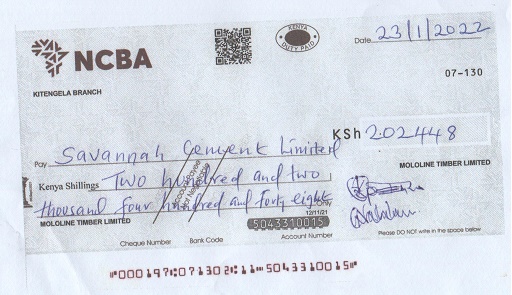 NCBA
KENYA
DUTY PAID
Date 23/1/2022
07-130
KITENGELA BRANCH
KSh 202448
Pay Savannah Cement Limited
MOLOLINE TIMBER LIMITED
Kenya Shillings Two hundred and two
thousand four hundred and forty eight
MOLOLINE TIMBER LIMITED
12/11/21
5043310015
Cheque Number Bank Code Account Number
Please DO NOT write in the space below
"000197"071302"11" 5043310015"